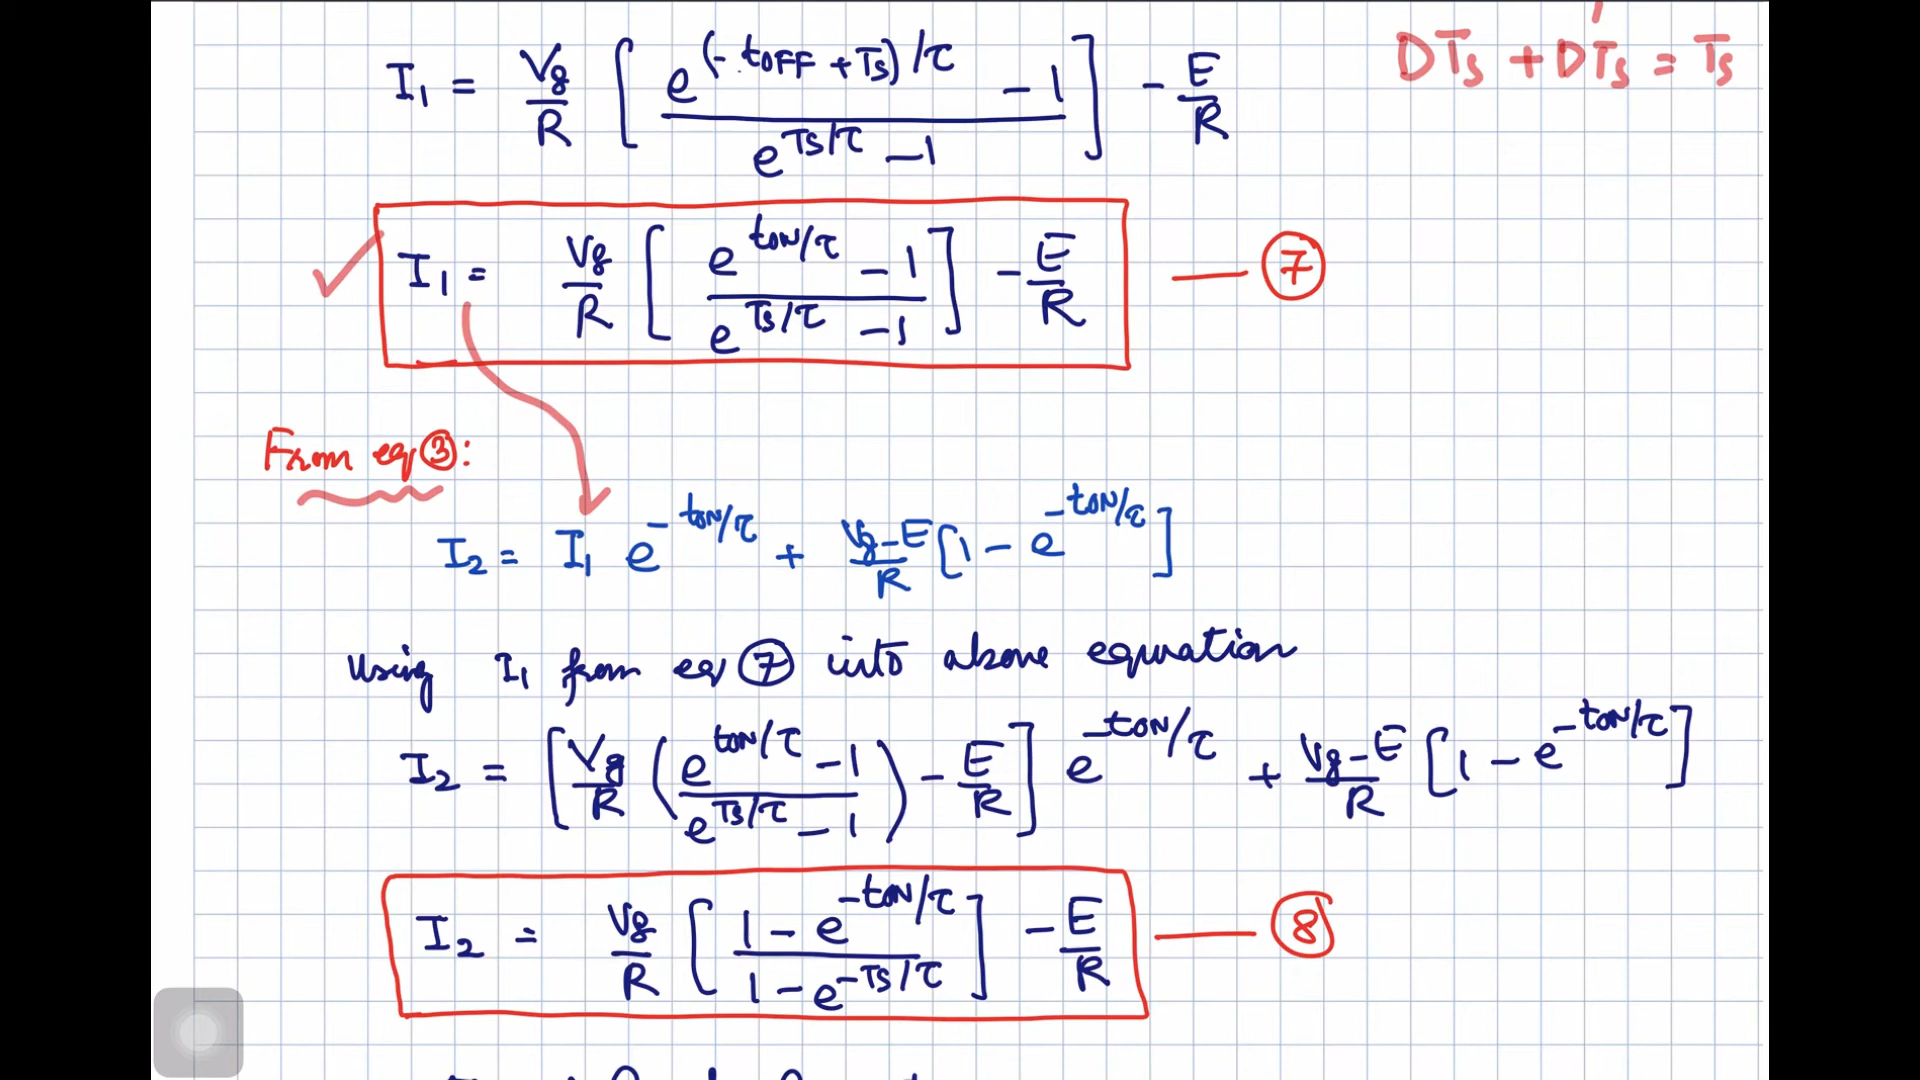 I₁ = Vg/R [ (e^((-tOFF + Ts)/τ) - 1) / (e^(Ts/τ) - 1) ] - E/R
DTs + D'Ts = Ts
I₁ = Vg/R [ (e^(tON/τ) - 1) / (e^(Ts/τ) - 1) ] - E/R — ⑦
From eq ③:
I₂ = I₁ e^(-tON/τ) + (Vg-E)/R [1 - e^(-tON/τ)]
Using I₁ from eq ⑦ into above equation
I₂ = [ Vg/R ( (e^(tON/τ) - 1) / (e^(Ts/τ) - 1) ) - E/R ] e^(-tON/τ) + (Vg-E)/R [1 - e^(-tON/τ)]
I₂ = Vg/R [ (1 - e^(-tON/τ)) / (1 - e^(-Ts/τ)) ] - E/R — ⑧